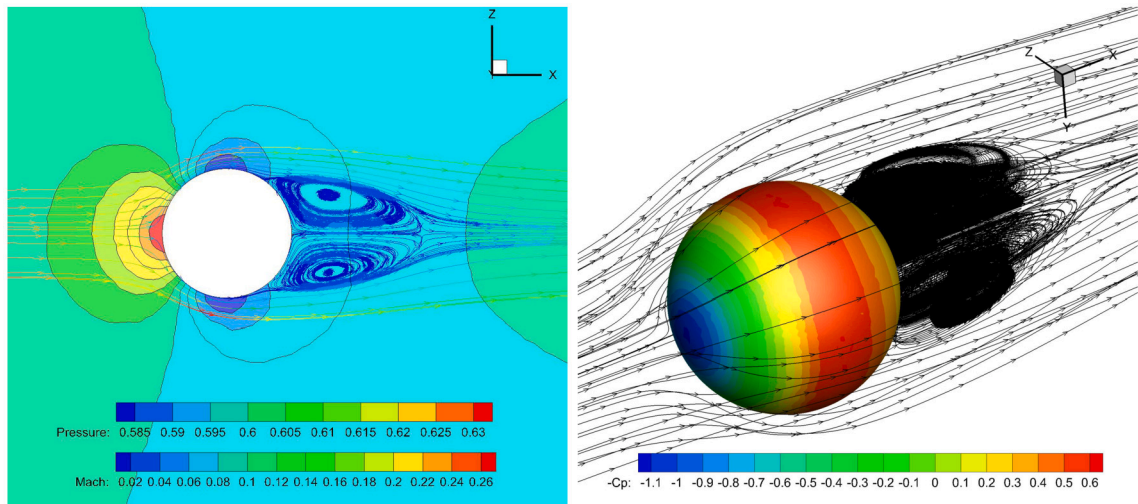 Z
Y X
Pressure: 0.585 0.59 0.595 0.6 0.605 0.61 0.615 0.62 0.625 0.63
Mach: 0.02 0.04 0.06 0.08 0.1 0.12 0.14 0.16 0.18 0.2 0.22 0.24 0.26
Z X
Y
-Cp: -1.1 -1 -0.9 -0.8 -0.7 -0.6 -0.5 -0.4 -0.3 -0.2 -0.1 0 0.1 0.2 0.3 0.4 0.5 0.6